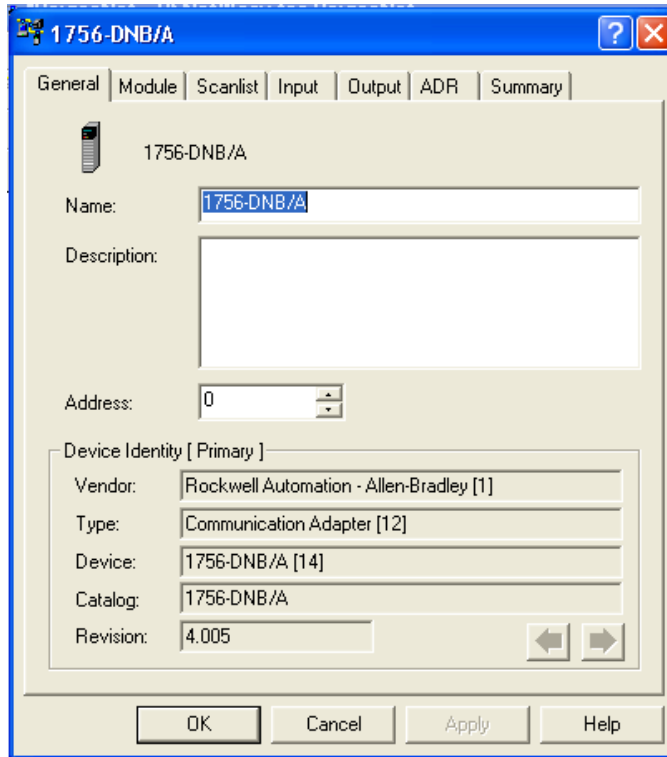 1756-DNB/A
General Module Scanlist Input Output ADR Summary
1756-DNB/A
Name: 1756-DNB/A
Description:
Address: 0
Device Identity [ Primary ]
Vendor: Rockwell Automation - Allen-Bradley [1]
Type: Communication Adapter [12]
Device: 1756-DNB/A [14]
Catalog: 1756-DNB/A
Revision: 4.005
OK Cancel Apply Help